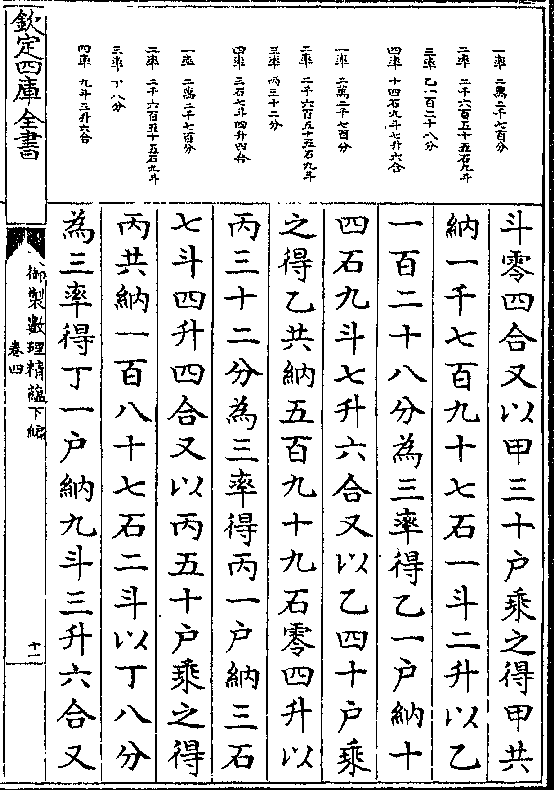 一率 二萬二千七百分
二率 二千六百五十五石九斗
三率 乙一百二十八分
四率 十四石九斗七升六合
一率 二萬二千七百分
二率 二千六百五十五石九斗
三率 丙三十二分
四率 三石七斗四升四合
一率 二萬二千七百分
二率 二千六百五十五石九斗
三率 丁八分
四率 九斗三升六合
斗零四合又以甲三十户乘之得甲共
納一千七百九十七石一斗二升以乙
一百二十八分為三率得乙一户納十
四石九斗七升六合又以乙四十户乘
之得乙共納五百九十九石零四升以
丙三十二分為三率得丙一户納三石
七斗四升四合又以丙五十户乘之得
丙共納一百八十七石二斗以丁八分
為三率得丁一户納九斗三升六合又
欽定四庫全書
御製數理精藴下編
卷四
十一